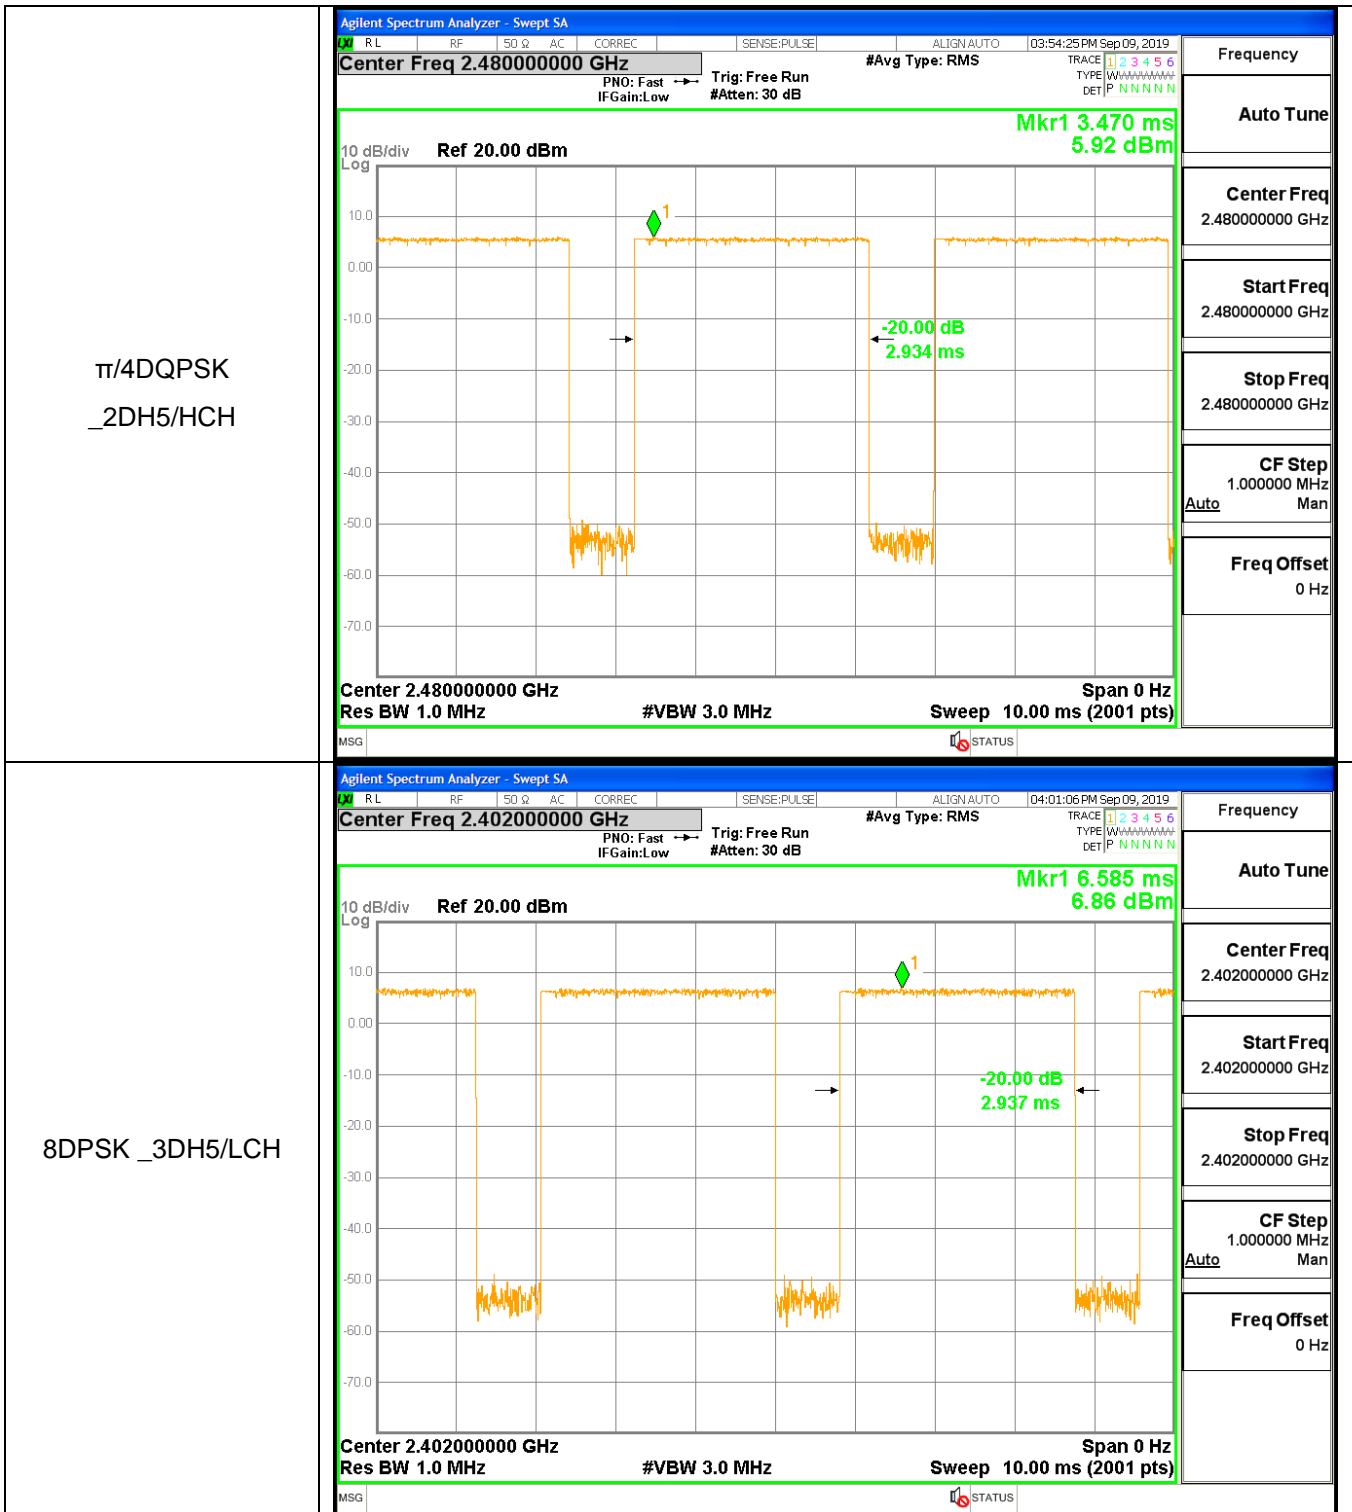 π/4DQPSK
_2DH5/HCH
Agilent Spectrum Analyzer - Swept SA
LXI RL RF 50 Ω AC CORREC SENSE:PULSE ALIGN AUTO 03:54:25 PM Sep 09, 2019
Center Freq 2.480000000 GHz #Avg Type: RMS TRACE 1 2 3 4 5 6
PNO: Fast Trig: Free Run TYPE WWWWWWW
IFGain:Low #Atten: 30 dB DET P N N N N N
Mkr1 3.470 ms
5.92 dBm
10 dB/div Ref 20.00 dBm
Log
10.0
1
0.00
-10.0
-20.00 dB
2.934 ms
-20.0
-30.0
-40.0
-50.0
-60.0
-70.0
Center 2.480000000 GHz Span 0 Hz
Res BW 1.0 MHz #VBW 3.0 MHz Sweep 10.00 ms (2001 pts)
MSG STATUS
Frequency
Auto Tune
Center Freq
2.480000000 GHz
Start Freq
2.480000000 GHz
Stop Freq
2.480000000 GHz
CF Step
1.000000 MHz
Auto Man
Freq Offset
0 Hz
8DPSK _3DH5/LCH
Agilent Spectrum Analyzer - Swept SA
LXI RL RF 50 Ω AC CORREC SENSE:PULSE ALIGN AUTO 04:01:06 PM Sep 09, 2019
Center Freq 2.402000000 GHz #Avg Type: RMS TRACE 1 2 3 4 5 6
PNO: Fast Trig: Free Run TYPE WWWWWWW
IFGain:Low #Atten: 30 dB DET P N N N N N
Mkr1 6.585 ms
6.86 dBm
10 dB/div Ref 20.00 dBm
Log
1
10.0
0.00
-10.0
-20.00 dB
2.937 ms
-20.0
-30.0
-40.0
-50.0
-60.0
-70.0
Center 2.402000000 GHz Span 0 Hz
Res BW 1.0 MHz #VBW 3.0 MHz Sweep 10.00 ms (2001 pts)
MSG STATUS
Frequency
Auto Tune
Center Freq
2.402000000 GHz
Start Freq
2.402000000 GHz
Stop Freq
2.402000000 GHz
CF Step
1.000000 MHz
Auto Man
Freq Offset
0 Hz